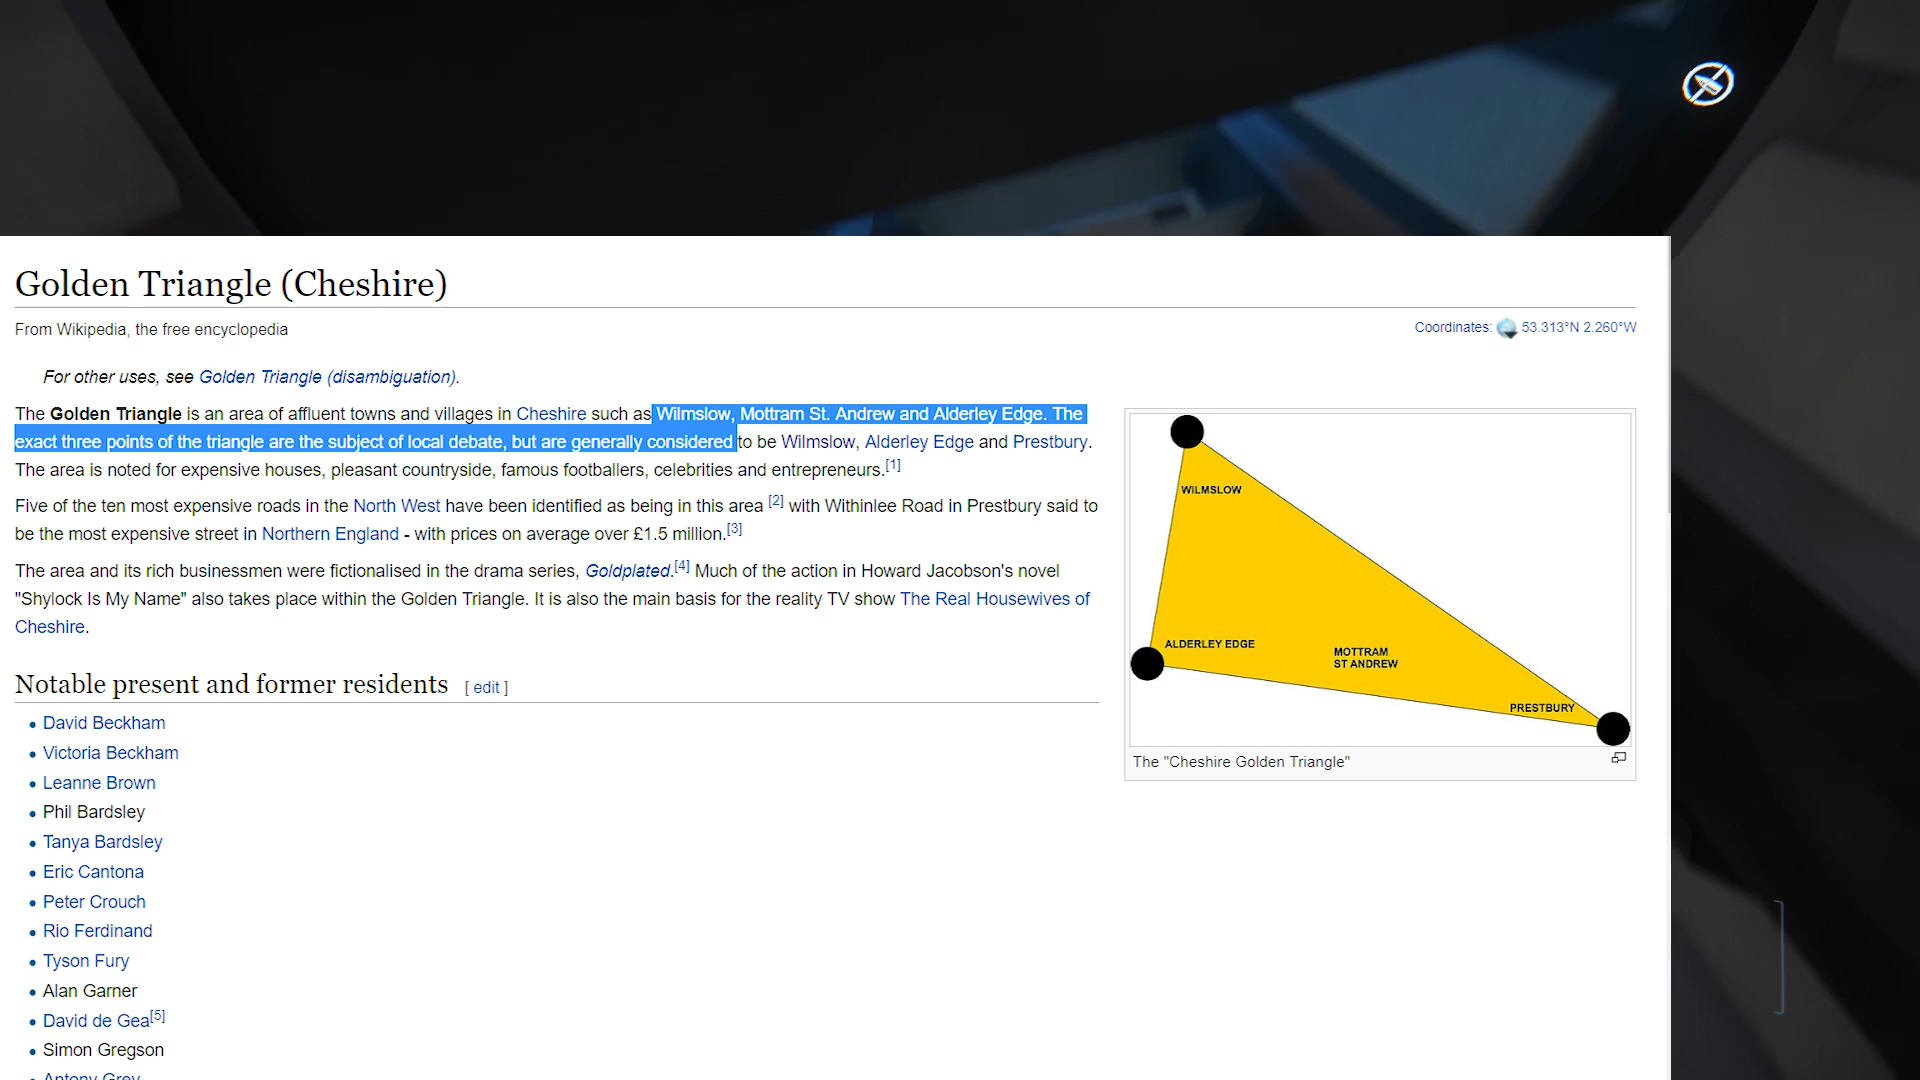 Golden Triangle (Cheshire)
From Wikipedia, the free encyclopedia
Coordinates: 53.313°N 2.260°W
For other uses, see Golden Triangle (disambiguation).
The Golden Triangle is an area of affluent towns and villages in Cheshire such as Wilmslow, Mottram St. Andrew and Alderley Edge. The
exact three points of the triangle are the subject of local debate, but are generally considered to be Wilmslow, Alderley Edge and Prestbury.
The area is noted for expensive houses, pleasant countryside, famous footballers, celebrities and entrepreneurs.[1]
Five of the ten most expensive roads in the North West have been identified as being in this area [2] with Withinlee Road in Prestbury said to
be the most expensive street in Northern England - with prices on average over £1.5 million.[3]
The area and its rich businessmen were fictionalised in the drama series, Goldplated.[4] Much of the action in Howard Jacobson's novel
"Shylock Is My Name" also takes place within the Golden Triangle. It is also the main basis for the reality TV show The Real Housewives of
Cheshire.
WILMSLOW
ALDERLEY EDGE
MOTTRAM
ST ANDREW
PRESTBURY
The "Cheshire Golden Triangle"
Notable present and former residents [ edit ]
David Beckham
Victoria Beckham
Leanne Brown
Phil Bardsley
Tanya Bardsley
Eric Cantona
Peter Crouch
Rio Ferdinand
Tyson Fury
Alan Garner
David de Gea[5]
Simon Gregson
Antony Grey